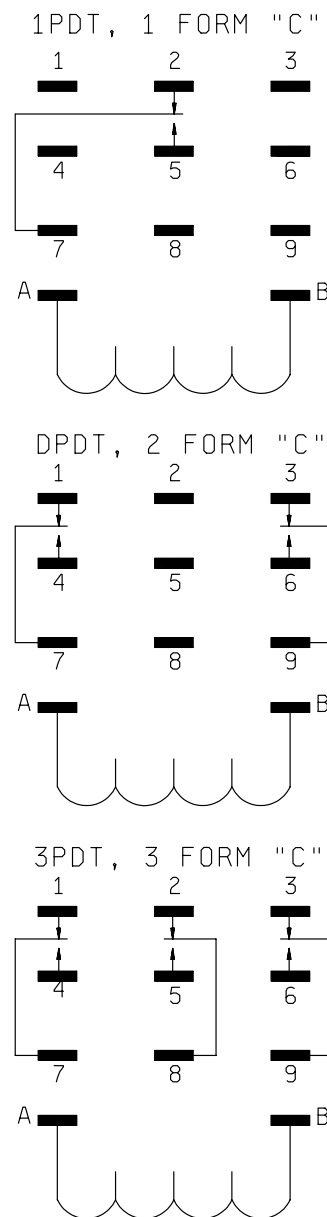 1PDT, 1 FORM "C"
1 2 3
4 5 6
7 8 9
A B
DPDT, 2 FORM "C"
1 2 3
4 5 6
7 8 9
A B
3PDT, 3 FORM "C"
1 2 3
4 5 6
7 8 9
A B